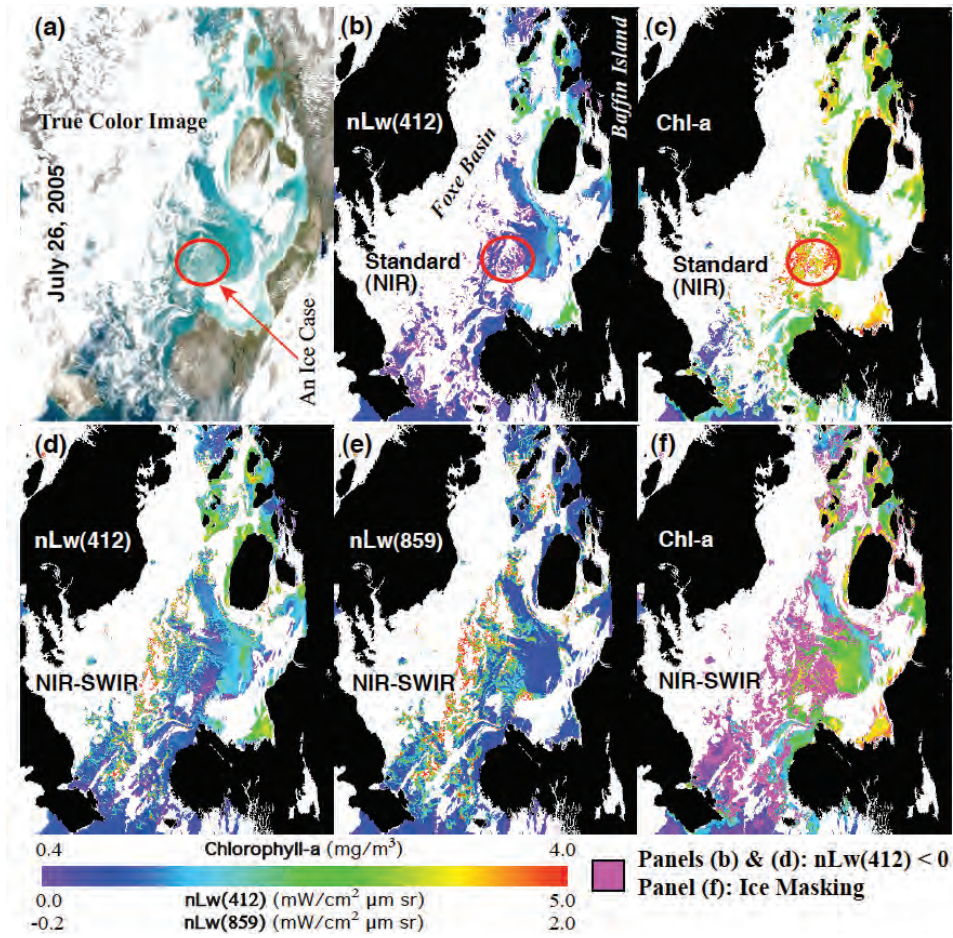 (a)
True Color Image
July 26, 2005
An Ice Case
(b)
nLw(412)
Baffin Island
Foxe Basin
Standard
(NIR)
(c)
Chl-a
Standard
(NIR)
(d)
nLw(412)
NIR-SWIR
(e)
nLw(859)
NIR-SWIR
(f)
Chl-a
NIR-SWIR
0.4 Chlorophyll-a (mg/m³) 4.0
0.0 nLw(412) (mW/cm² μm sr) 5.0
-0.2 nLw(859) (mW/cm² μm sr) 2.0
Panels (b) & (d): nLw(412) < 0
Panel (f): Ice Masking